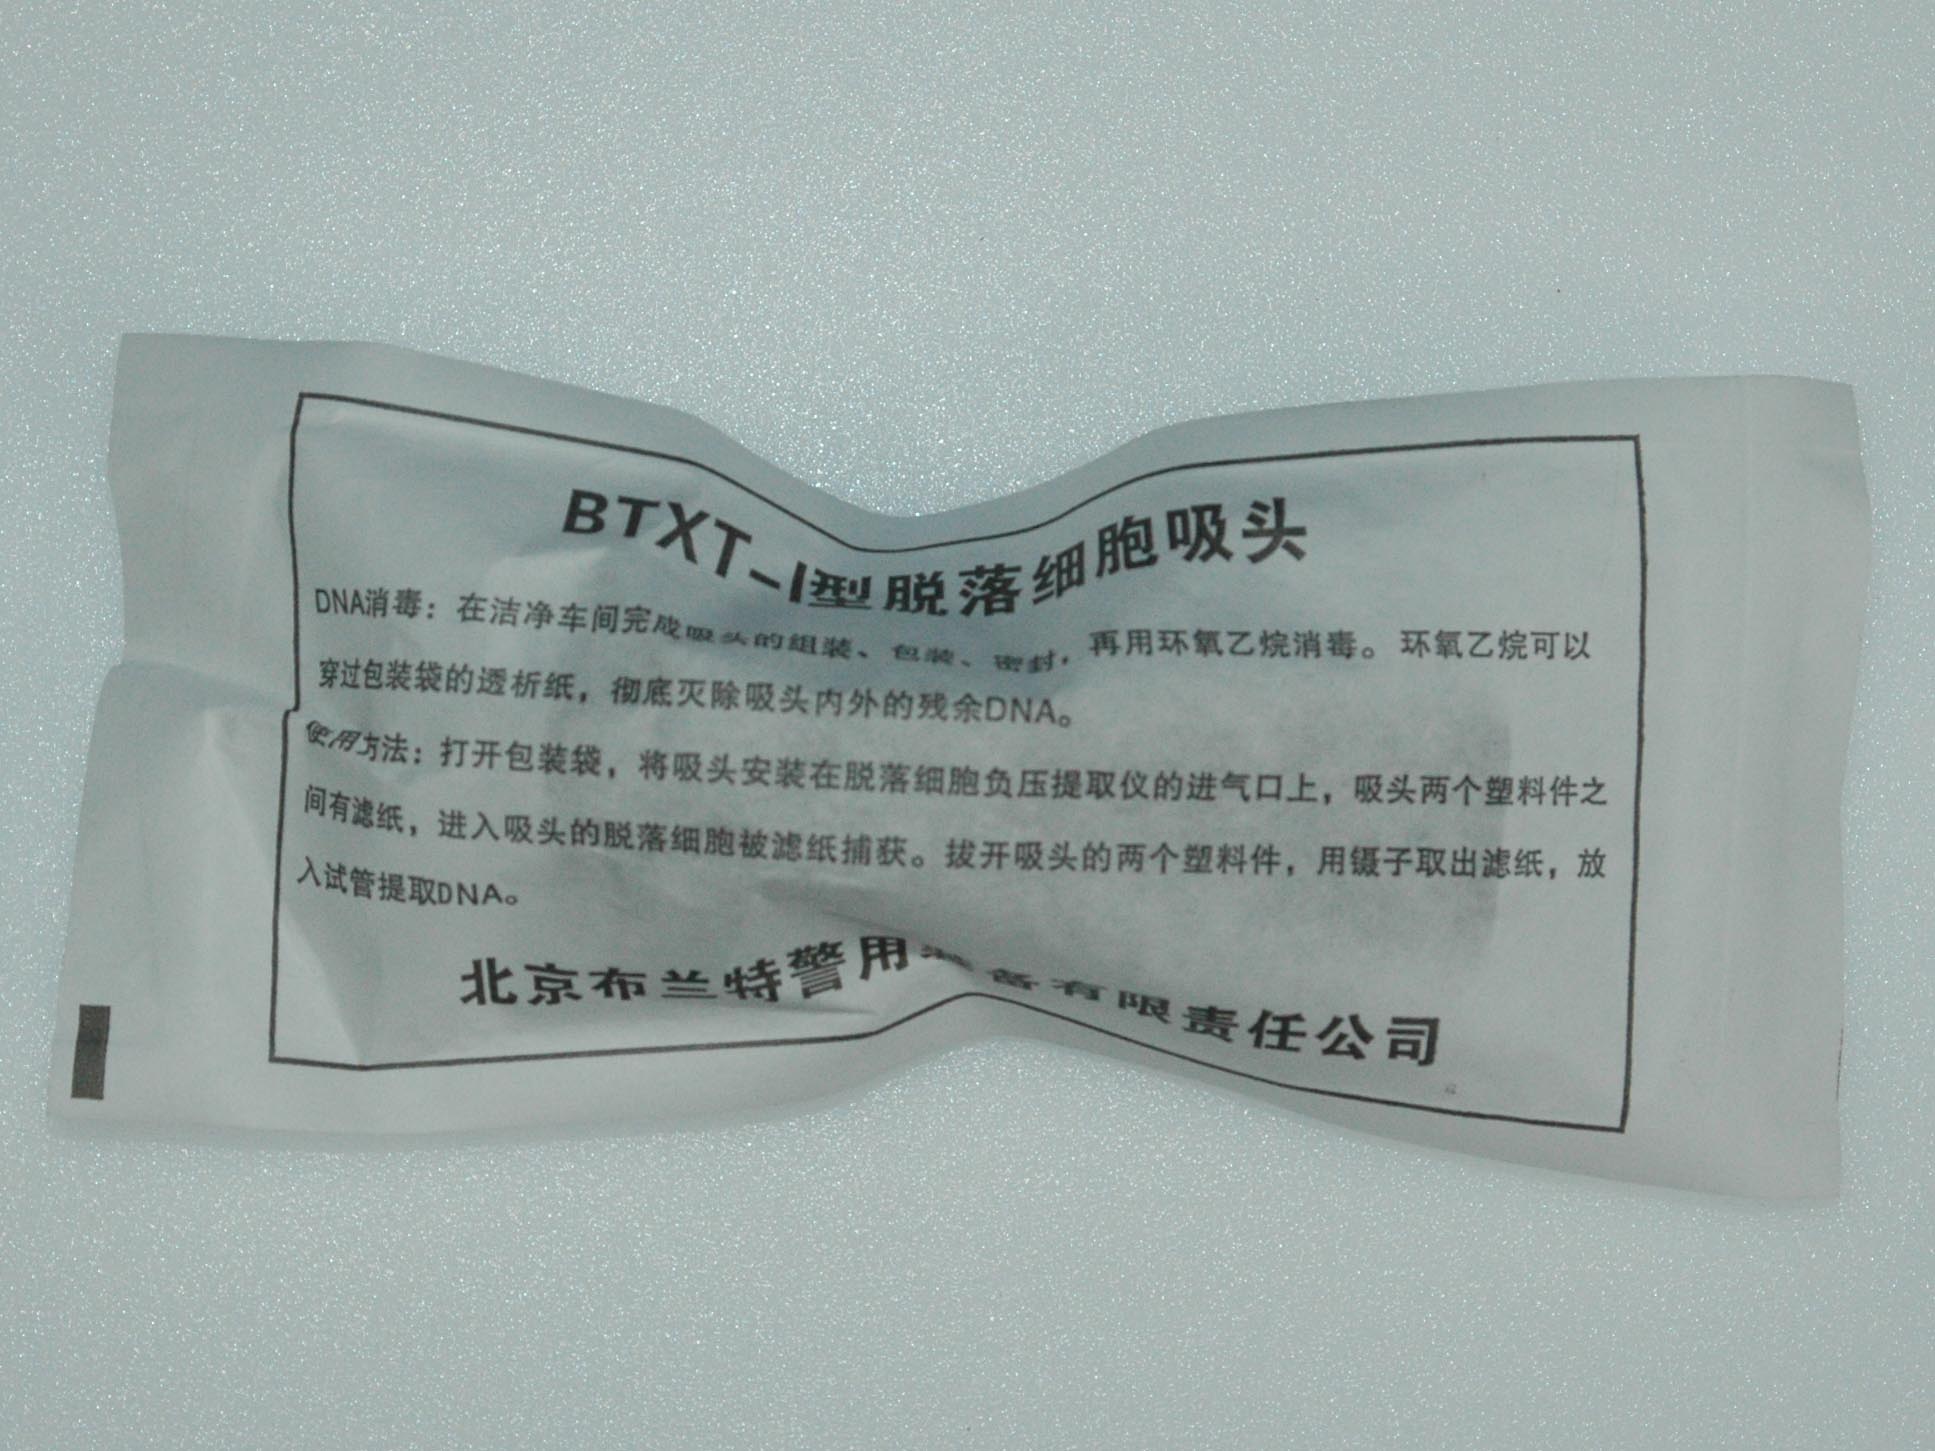 BTXT-I型脱落细胞吸头
DNA消毒：在洁净车间完成吸头的组装、包装、密封，再用环氧乙烷消毒。环氧乙烷可以
穿过包装袋的透析纸，彻底灭除吸头内外的残余DNA。
使用方法：打开包装袋，将吸头安装在脱落细胞负压提取仪的进气口上，吸头两个塑料件之
间有滤纸，进入吸头的脱落细胞被滤纸捕获。拔开吸头的两个塑料件，用镊子取出滤纸，放
入试管提取DNA。
北京布兰特警用装备有限责任公司